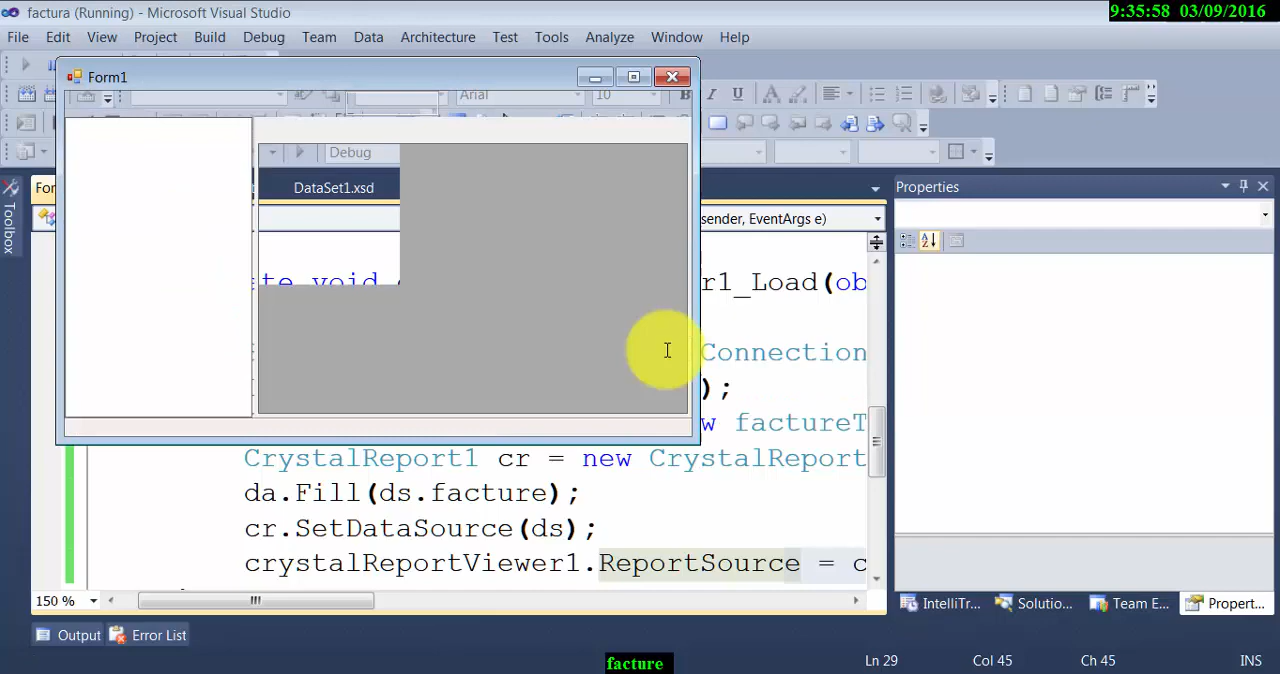 factura (Running) - Microsoft Visual Studio
9:35:58 03/09/2016
File Edit View Project Build Debug Team Data Architecture Test Tools Analyze Window Help
Form1
Arial 10
Debug
DataSet1.xsd
Properties
Toolbox
sender, EventArgs e)
te void
r1_Load(ob
Connection
);
w factureT
CrystalReport1 cr = new CrystalReport
da.Fill(ds.facture);
cr.SetDataSource(ds);
crystalReportViewer1.ReportSource = c
150 %
IntelliTr... Solutio... Team E... Propert...
Output Error List
facture
Ln 29 Col 45 Ch 45 INS